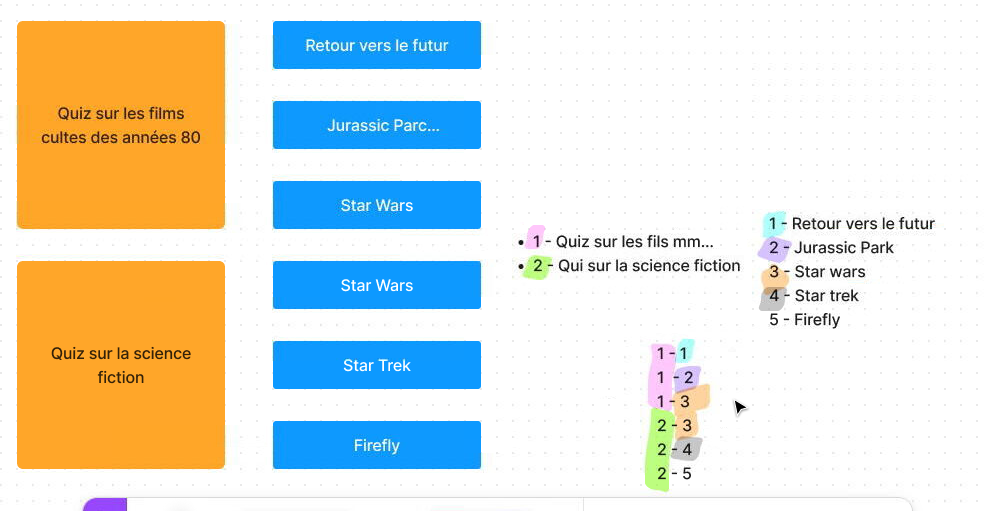 Quiz sur les films
cultes des années 80
Quiz sur la science
fiction
Retour vers le futur
Jurassic Parc...
Star Wars
Star Wars
Star Trek
Firefly
• 1 - Quiz sur les fils mm...
• 2 - Qui sur la science fiction
1 - Retour vers le futur
2 - Jurassic Park
3 - Star wars
4 - Star trek
5 - Firefly
1 - 1
1 - 2
1 - 3
2 - 3
2 - 4
2 - 5